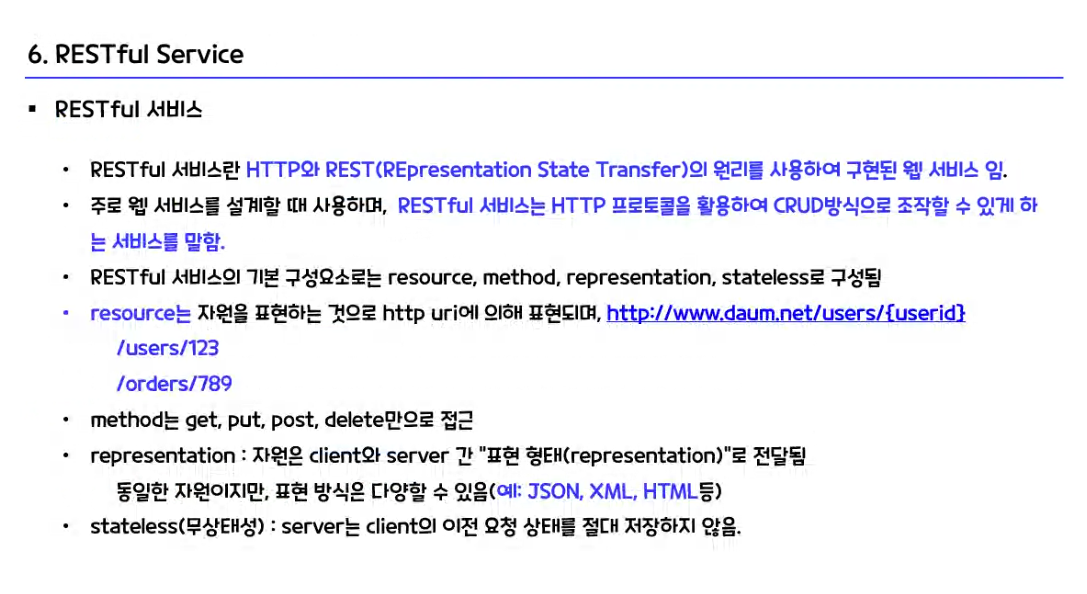 6. RESTful Service
▪ RESTful 서비스
• RESTful 서비스란 HTTP와 REST(REpresentation State Transfer)의 원리를 사용하여 구현된 웹 서비스 임.
• 주로 웹 서비스를 설계할 때 사용하며, RESTful 서비스는 HTTP 프로토콜을 활용하여 CRUD방식으로 조작할 수 있게 하
는 서비스를 말함.
• RESTful 서비스의 기본 구성요소로는 resource, method, representation, stateless로 구성됨
• resource는 자원을 표현하는 것으로 http uri에 의해 표현되며, http://www.daum.net/users/{userid}
/users/123
/orders/789
• method는 get, put, post, delete만으로 접근
• representation : 자원은 client와 server 간 "표현 형태(representation)"로 전달됨
동일한 자원이지만, 표현 방식은 다양할 수 있음(예: JSON, XML, HTML등)
• stateless(무상태성) : server는 client의 이전 요청 상태를 절대 저장하지 않음.